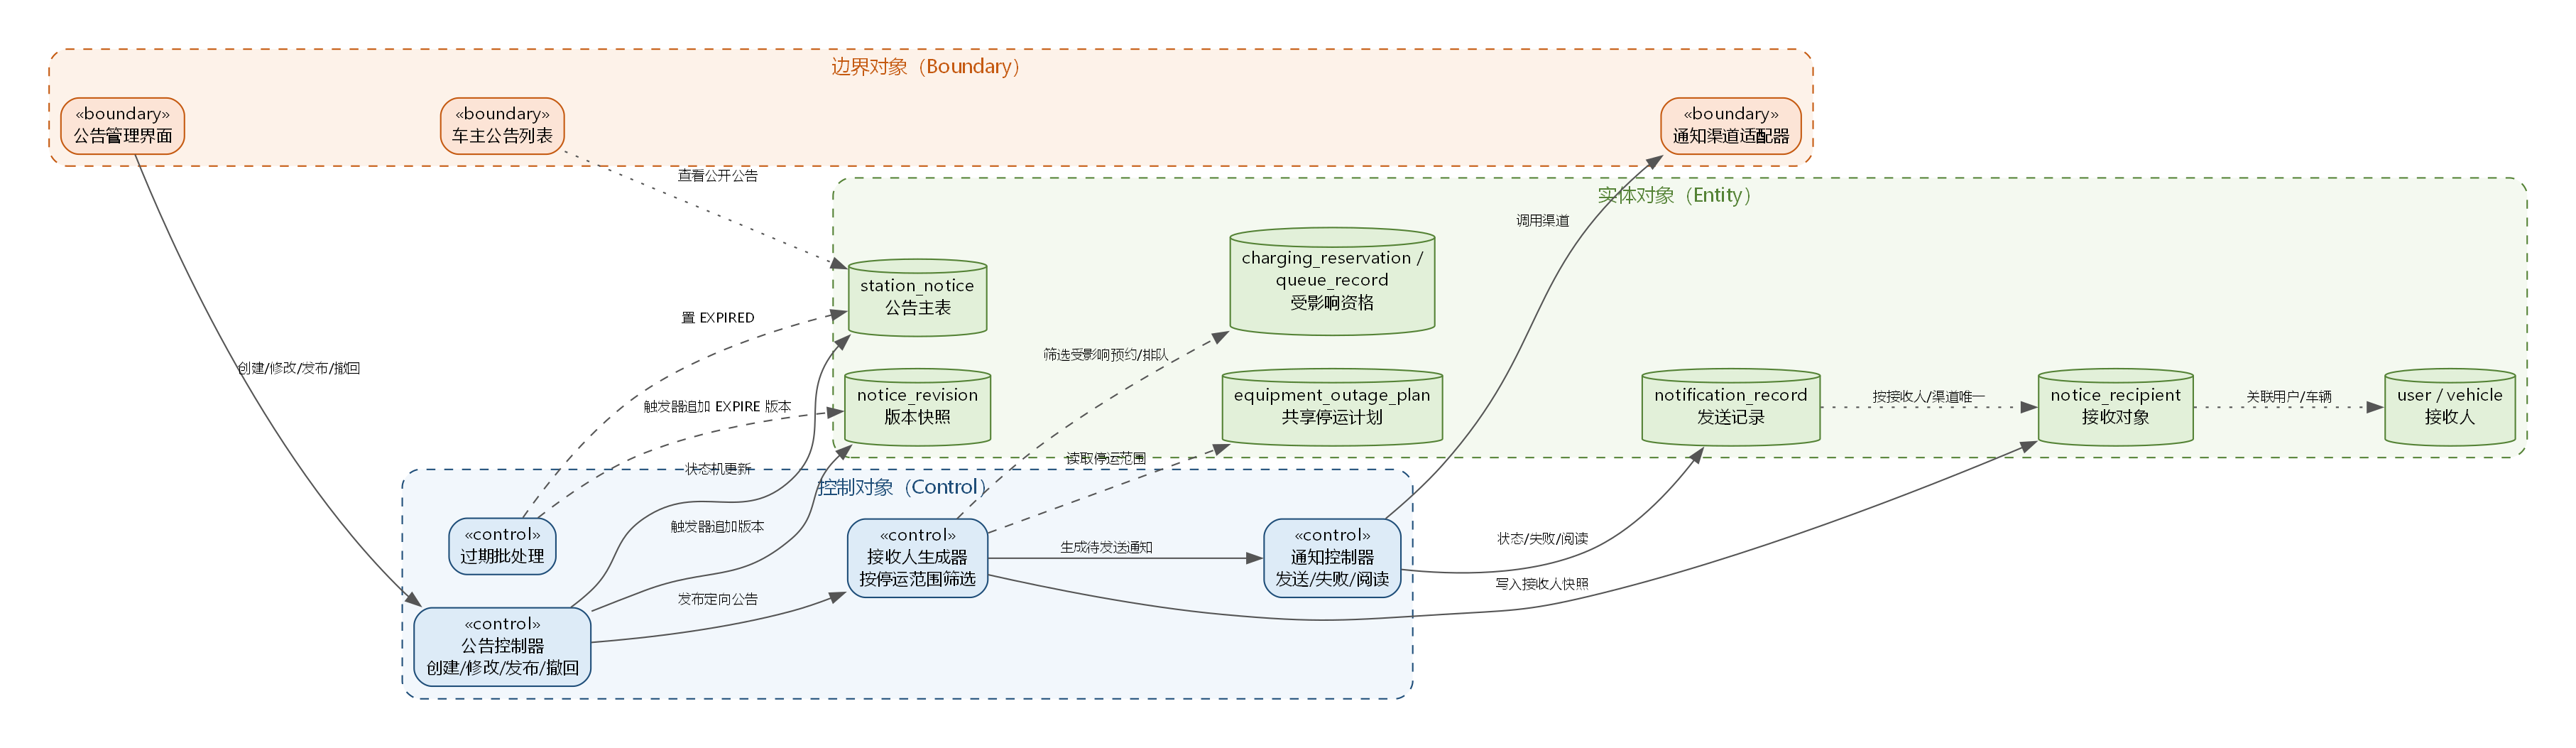 边界对象（Boundary）
«boundary»
公告管理界面
«boundary»
车主公告列表
«boundary»
通知渠道适配器
查看公开公告
实体对象（Entity）
调用渠道
station_notice
公告主表
charging_reservation /
queue_record
受影响资格
置 EXPIRED
筛选受影响预约/排队
创建/修改/发布/撤回
触发器追加 EXPIRE 版本
notice_revision
版本快照
equipment_outage_plan
共享停运计划
notification_record
发送记录
按接收人/渠道唯一
notice_recipient
接收对象
关联用户/车辆
user / vehicle
接收人
状态机更新
读取停运范围
控制对象（Control）
触发器追加版本
«control»
过期批处理
«control»
接收人生成器
按停运范围筛选
生成待发送通知
«control»
通知控制器
发送/失败/阅读
状态/失败/阅读
写入接收人快照
发布定向公告
«control»
公告控制器
创建/修改/发布/撤回